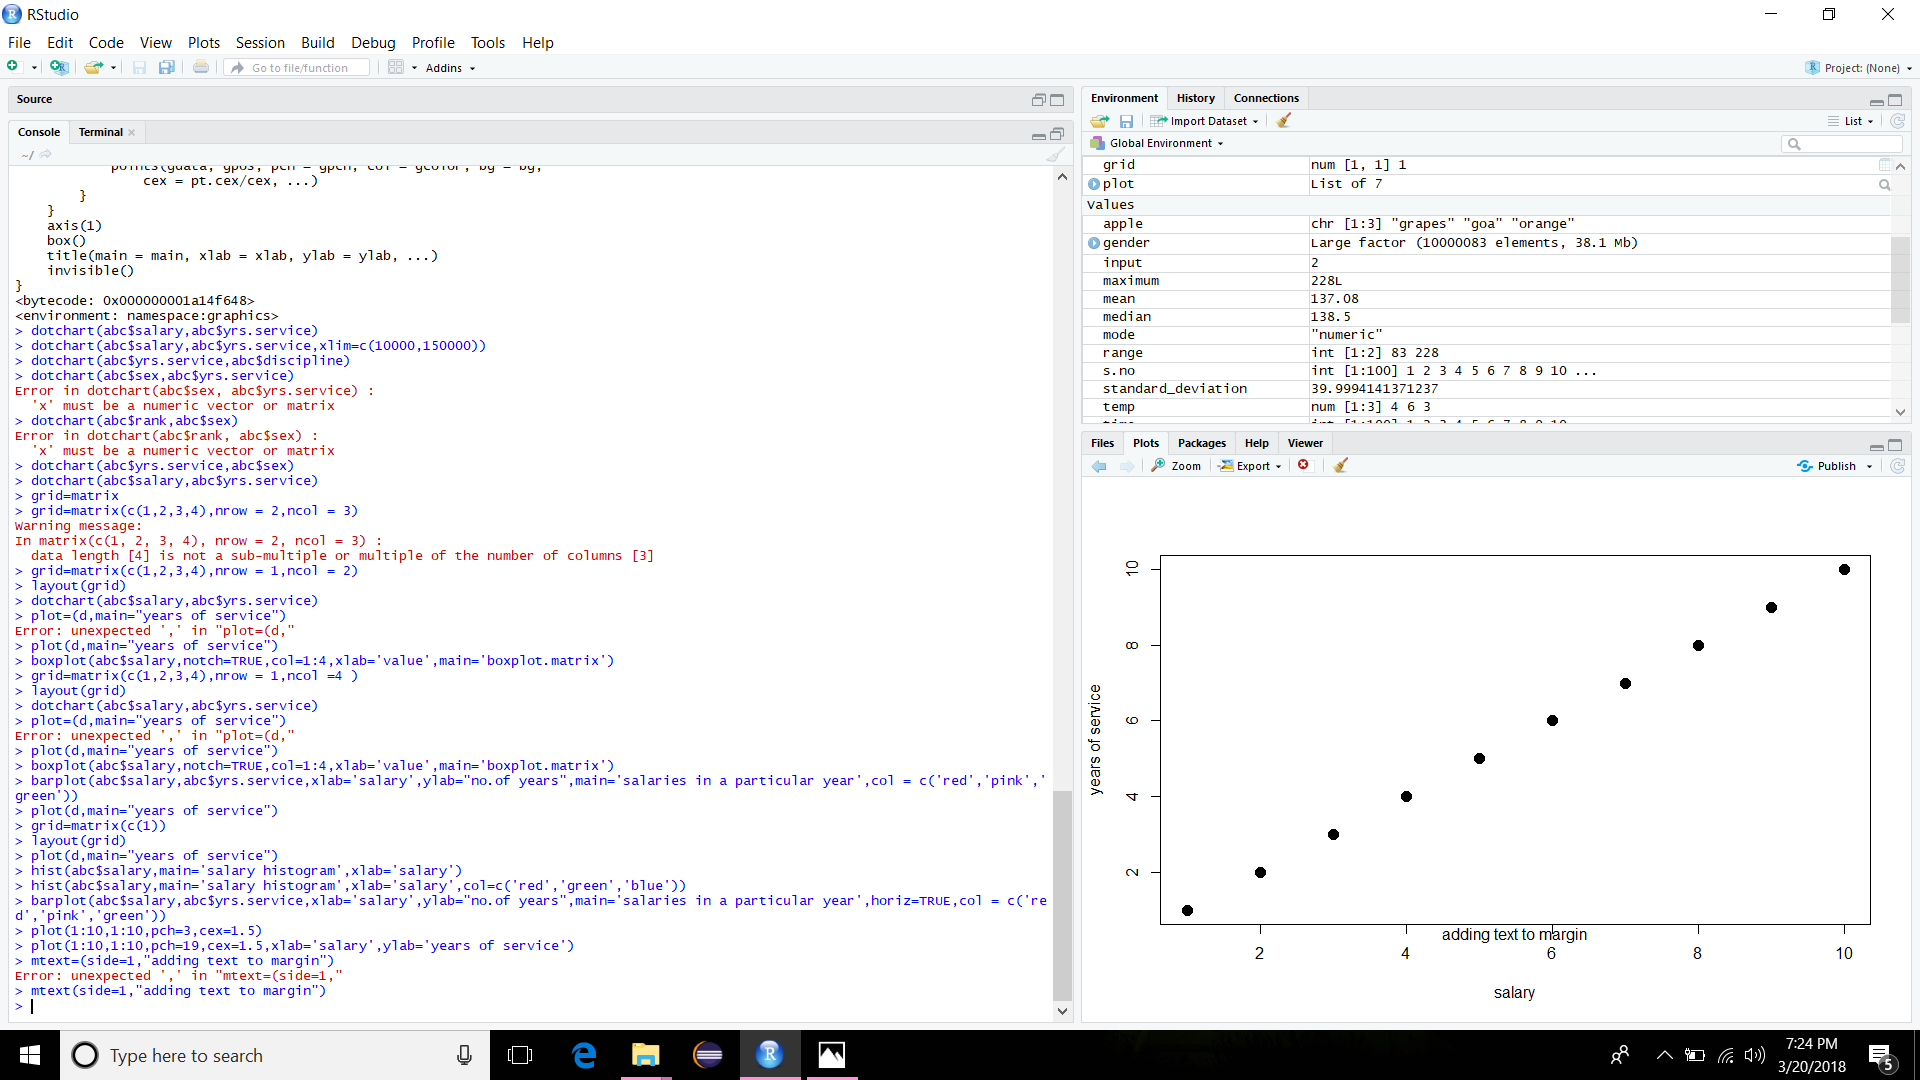 RStudio
File Edit Code View Plots Session Build Debug Profile Tools Help
Go to file/function Addins Project: (None)
Source
Console Terminal
~/
points(gdata, gpos, pch = gpch, col = gcolor, bg = bg,
cex = pt.cex/cex, ...)
}
}
axis(1)
box()
title(main = main, xlab = xlab, ylab = ylab, ...)
invisible()
}
<bytecode: 0x000000001a14f648>
<environment: namespace:graphics>
> dotchart(abc$salary,abc$yrs.service)
> dotchart(abc$salary,abc$yrs.service,xlim=c(10000,150000))
> dotchart(abc$yrs.service,abc$discipline)
> dotchart(abc$sex,abc$yrs.service)
Error in dotchart(abc$sex, abc$yrs.service) :
'x' must be a numeric vector or matrix
> dotchart(abc$rank,abc$sex)
Error in dotchart(abc$rank, abc$sex) :
'x' must be a numeric vector or matrix
> dotchart(abc$yrs.service,abc$sex)
> dotchart(abc$salary,abc$yrs.service)
> grid=matrix
> grid=matrix(c(1,2,3,4),nrow = 2,ncol = 3)
Warning message:
In matrix(c(1, 2, 3, 4), nrow = 2, ncol = 3) :
data length [4] is not a sub-multiple or multiple of the number of columns [3]
> grid=matrix(c(1,2,3,4),nrow = 1,ncol = 2)
> layout(grid)
> dotchart(abc$salary,abc$yrs.service)
> plot=(d,main="years of service")
Error: unexpected ',' in "plot=(d,"
> plot(d,main="years of service")
> boxplot(abc$salary,notch=TRUE,col=1:4,xlab='value',main='boxplot.matrix')
> grid=matrix(c(1,2,3,4),nrow = 1,ncol =4 )
> layout(grid)
> dotchart(abc$salary,abc$yrs.service)
> plot=(d,main="years of service")
Error: unexpected ',' in "plot=(d,"
> plot(d,main="years of service")
> boxplot(abc$salary,notch=TRUE,col=1:4,xlab='value',main='boxplot.matrix')
> barplot(abc$salary,abc$yrs.service,xlab='salary',ylab="no.of years",main='salaries in a particular year',col = c('red','pink','
green'))
> plot(d,main="years of service")
> grid=matrix(c(1))
> layout(grid)
> plot(d,main="years of service")
> hist(abc$salary,main='salary histogram',xlab='salary')
> hist(abc$salary,main='salary histogram',xlab='salary',col=c('red','green','blue'))
> barplot(abc$salary,abc$yrs.service,xlab='salary',ylab="no.of years",main='salaries in a particular year',horiz=TRUE,col = c('re
d','pink','green'))
> plot(1:10,1:10,pch=3,cex=1.5)
> plot(1:10,1:10,pch=19,cex=1.5,xlab='salary',ylab='years of service')
> mtext=(side=1,"adding text to margin")
Error: unexpected ',' in "mtext=(side=1,"
> mtext(side=1,"adding text to margin")
>
Environment History Connections
Import Dataset List
Global Environment
grid num [1, 1] 1
plot List of 7
Values
apple chr [1:3] "grapes" "goa" "orange"
gender Large factor (10000083 elements, 38.1 Mb)
input 2
maximum 228L
mean 137.08
median 138.5
mode "numeric"
range int [1:2] 83 228
s.no int [1:100] 1 2 3 4 5 6 7 8 9 10 ...
standard_deviation 39.9994141371237
temp num [1:3] 4 6 3
Files Plots Packages Help Viewer
Zoom Export Publish
10
8
6
4
2
years of service
adding text to margin
2 4 6 8 10
salary
Type here to search
7:24 PM
3/20/2018
5